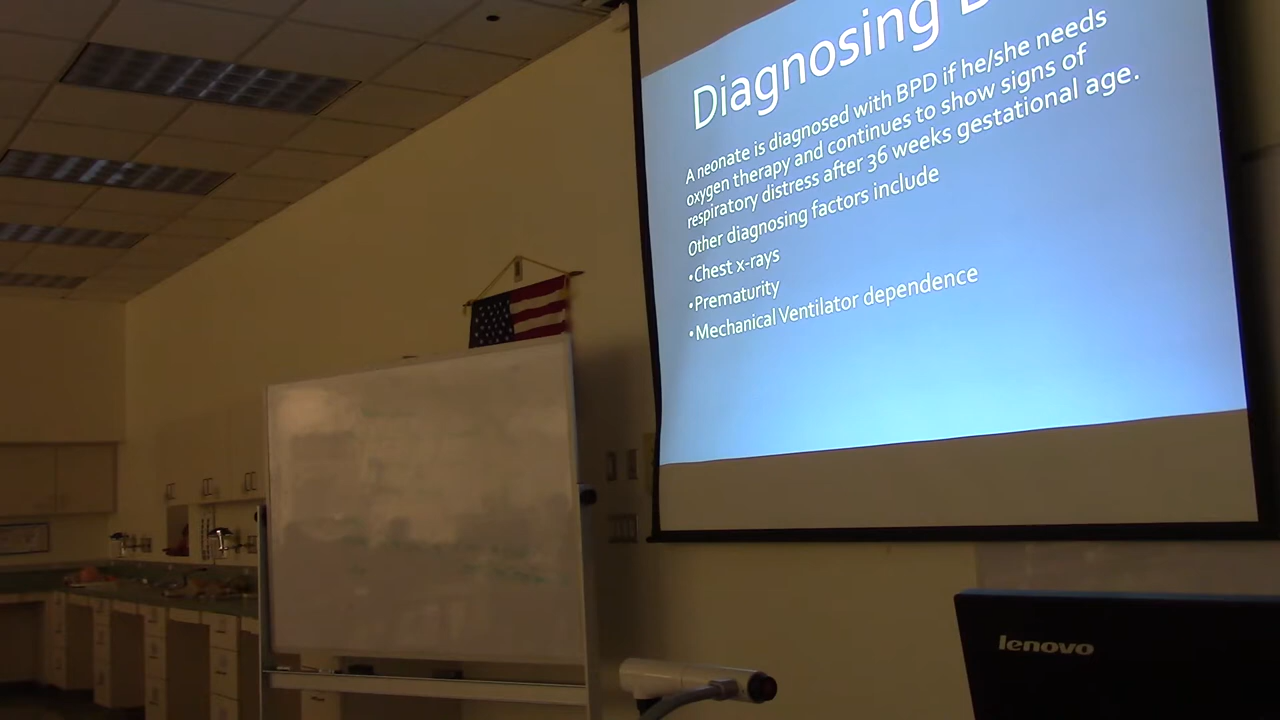 Diagnosing
A neonate is diagnosed with BPD if he/she needs
oxygen therapy and continues to show signs of
respiratory distress after 36 weeks gestational age.
Other diagnosing factors include
•Chest x-rays
•Prematurity
•Mechanical Ventilator dependence
lenovo